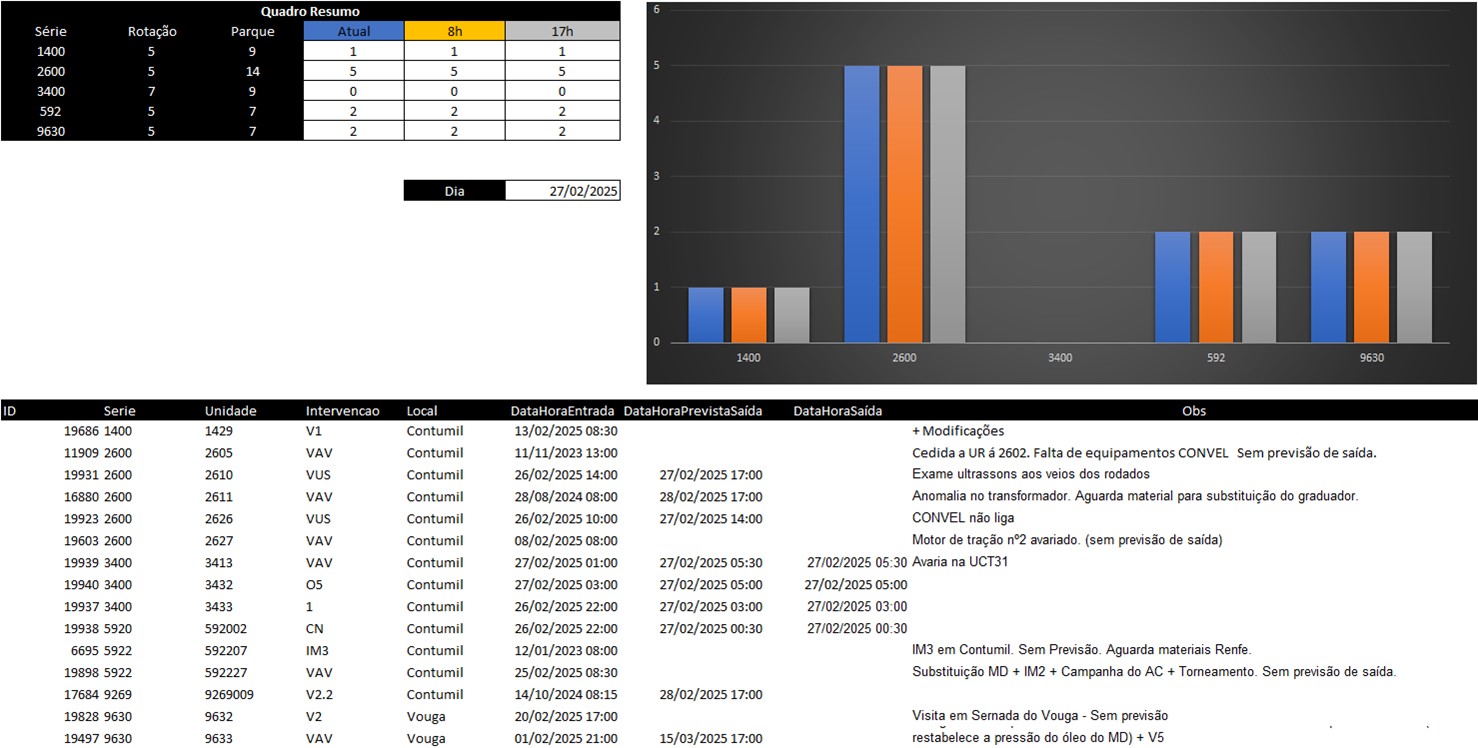 Quadro Resumo
Série Rotação Parque Atual 8h 17h
1400 5 9 1 1 1
2600 5 14 5 5 5
3400 7 9 0 0 0
592 5 7 2 2 2
9630 5 7 2 2 2
Dia 27/02/2025
6
5
4
3
2
1
0
1400 2600 3400 592 9630
ID Serie Unidade Intervencao Local DataHoraEntrada DataHoraPrevistaSaída DataHoraSaída Obs
19686 1400 1429 V1 Contumil 13/02/2025 08:30 + Modificações
11909 2600 2605 VAV Contumil 11/11/2023 13:00 Cedida a UR á 2602. Falta de equipamentos CONVEL Sem previsão de saída.
19931 2600 2610 VUS Contumil 26/02/2025 14:00 27/02/2025 17:00 Exame ultrassons aos veios dos rodados
16880 2600 2611 VAV Contumil 28/08/2024 08:00 28/02/2025 17:00 Anomalia no transformador. Aguarda material para substituição do graduador.
19923 2600 2626 VUS Contumil 26/02/2025 10:00 27/02/2025 14:00 CONVEL não liga
19603 2600 2627 VAV Contumil 08/02/2025 08:00 Motor de tração nº2 avariado. (sem previsão de saída)
19939 3400 3413 VAV Contumil 27/02/2025 01:00 27/02/2025 05:30 27/02/2025 05:30 Avaria na UCT31
19940 3400 3432 O5 Contumil 27/02/2025 03:00 27/02/2025 05:00 27/02/2025 05:00
19937 3400 3433 1 Contumil 26/02/2025 22:00 27/02/2025 03:00 27/02/2025 03:00
19938 5920 592002 CN Contumil 26/02/2025 22:00 27/02/2025 00:30 27/02/2025 00:30
6695 5922 592207 IM3 Contumil 12/01/2023 08:00 IM3 em Contumil. Sem Previsão. Aguarda materiais Renfe.
19898 5922 592227 VAV Contumil 25/02/2025 08:30 Substituição MD + IM2 + Campanha do AC + Torneamento. Sem previsão de saída.
17684 9269 9269009 V2.2 Contumil 14/10/2024 08:15 28/02/2025 17:00
19828 9630 9632 V2 Vouga 20/02/2025 17:00 Visita em Sernada do Vouga - Sem previsão
19497 9630 9633 VAV Vouga 01/02/2025 21:00 15/03/2025 17:00 restabelece a pressão do óleo do MD) + V5